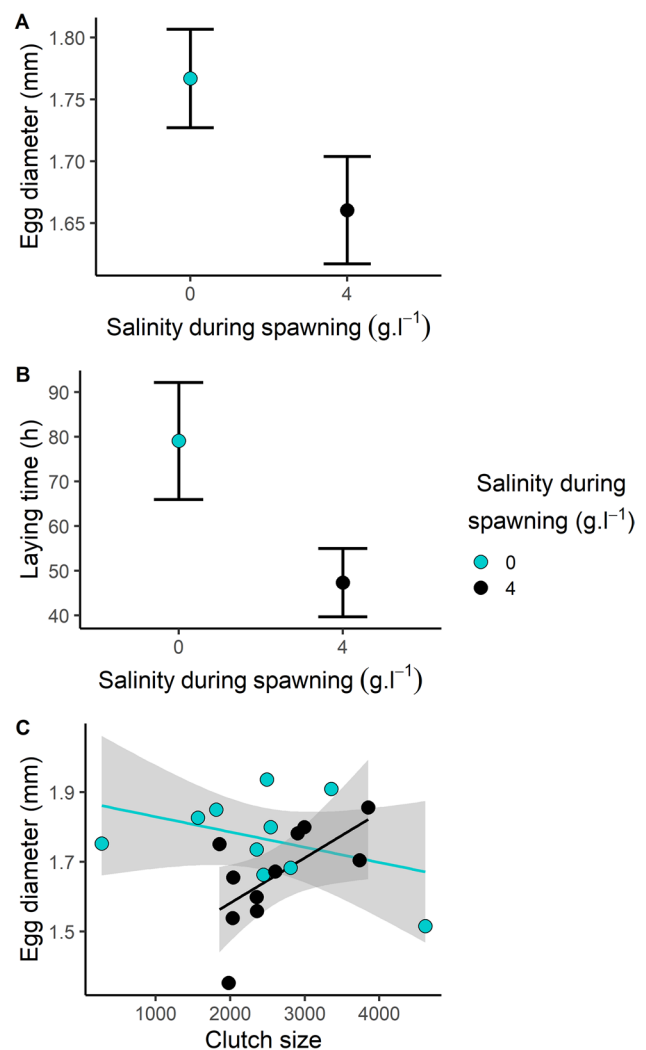 A
Egg diameter (mm)
1.80
1.75
1.70
1.65
0
4
Salinity during spawning (g.l⁻¹)
B
Laying time (h)
90
80
70
60
50
40
0
4
Salinity during spawning (g.l⁻¹)
Salinity during
spawning (g.l⁻¹)
0
4
C
Egg diameter (mm)
1.9
1.7
1.5
1000
2000
3000
4000
Clutch size